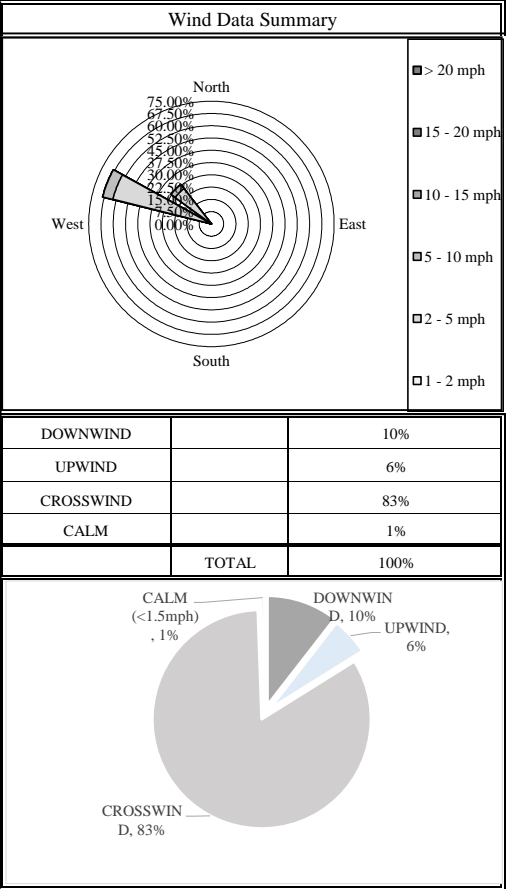 Wind Data Summary
North
75.00%
67.50%
60.00%
52.50%
45.00%
37.50%
30.00%
22.50%
15.00%
7.50%
0.00%
West
East
South
> 20 mph
15 - 20 mph
10 - 15 mph
5 - 10 mph
2 - 5 mph
1 - 2 mph
DOWNWIND 10%
UPWIND 6%
CROSSWIND 83%
CALM 1%
TOTAL 100%
CALM
(<1.5mph)
, 1%
DOWNWIN
D, 10%
UPWIND,
6%
CROSSWIN
D, 83%